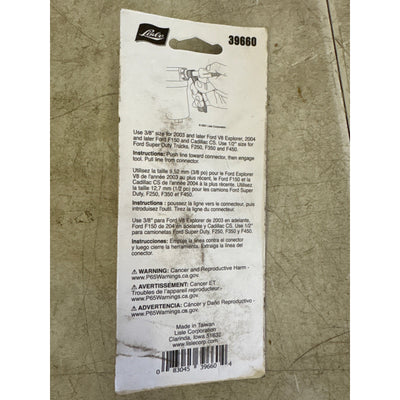 Lisle
39660
© 2007 Lisle Corporation
Use 3/8" size for 2003 and later Ford V8 Explorer, 2004
and later Ford F150 and Cadillac CS. Use 1/2" size for
Ford Super Duty Trucks, F250, F350 and F450.
Instructions: Push line toward connector, then engage
tool. Pull line from connector.
Utilisez la taille 9,52 mm (3/8 po) pour le Ford Explorer
V8 de l'année 2003 au plus récent, le Ford F150 et la
Cadillac CS de l'année 2004 à la plus récente. Utilisez
la taille 12,7 mm (1/2 po) pour les camions Ford Super
Duty, F250, F350 et F450.
Instructions : poussez la ligne vers le connecteur, puis
introduisez l'outil. Tirez la ligne du connecteur.
Use 3/8" para Ford V8 Explorer de 2003 en adelante,
Ford F150 de 204 en adelante y Cadillac CS. Use 1/2"
para camionetas Ford Super Duty, F250, F350 y F450.
Instrucciones: Empuje la línea contra el conector
y luego inserte la herramienta. Extraiga la línea del
conector.
WARNING: Cancer and Reproductive Harm -
www.P65Warnings.ca.gov.
AVERTISSEMENT: Cancer ET
Troubles de l'appareil reproducteur -
www.P65Warnings.ca.gov.
ADVERTENCIA: Cáncer y Daño Reproductivo -
www.P65Warnings.ca.gov.
Made in Taiwan
Lisle Corporation
Clarinda, Iowa 51632
www.lislecorp.com
0 83045 39660 4